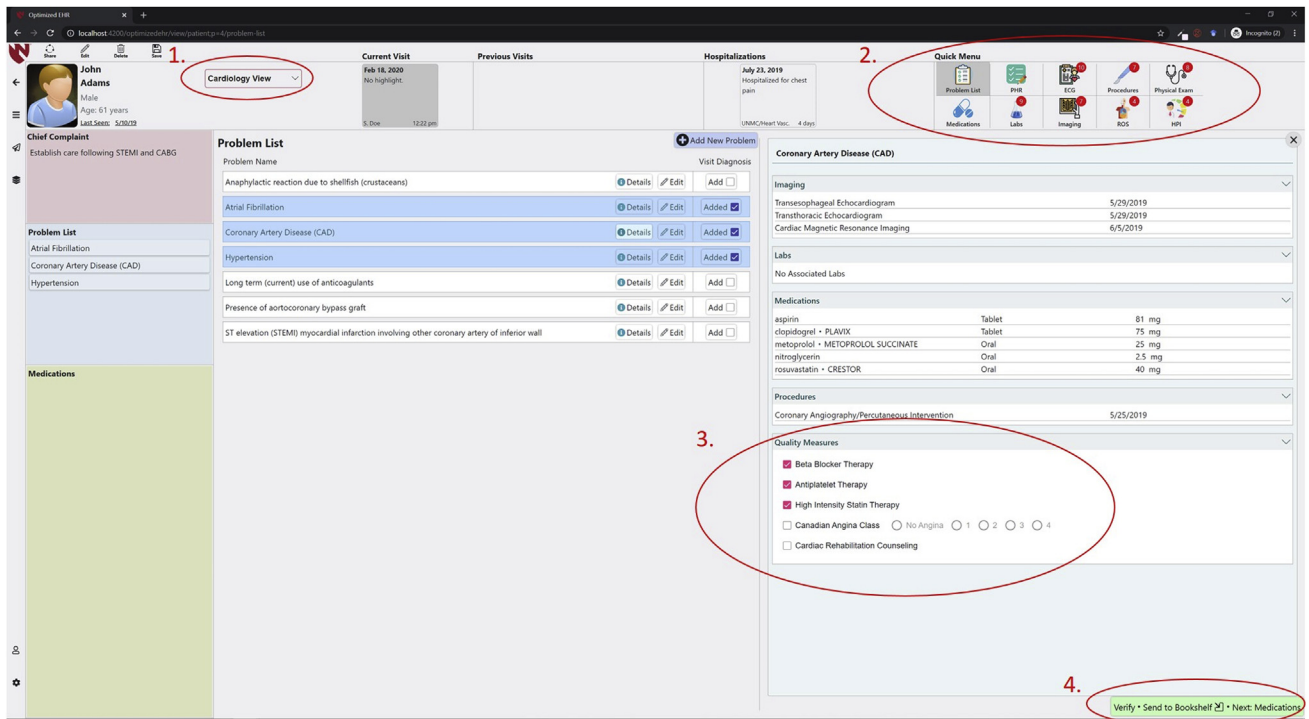 Optimized EHR
localhost:4200/optimizedehr/view/patient;p=4/problem-list
Incognito (2)
Share Edit Delete Save
1.
John
Adams
Male
Age: 61 years
Last Seen: 5/10/19
Cardiology View
Current Visit
Feb 18, 2020
No highlight.
S. Doe 12:22 pm
Previous Visits
Hospitalizations
July 23, 2019
Hospitalized for chest
pain
UNMC/Heart Vasc. 4 days
2.
Quick Menu
Problem List PHR ECG Procedures Physical Exam
Medications Labs Imaging ROS HPI
Chief Complaint
Establish care following STEMI and CABG
Problem List
Atrial Fibrillation
Coronary Artery Disease (CAD)
Hypertension
Medications
Problem List
Add New Problem
Problem Name Visit Diagnosis
Anaphylactic reaction due to shellfish (crustaceans) Details Edit Add
Atrial Fibrillation Details Edit Added
Coronary Artery Disease (CAD) Details Edit Added
Hypertension Details Edit Added
Long term (current) use of anticoagulants Details Edit Add
Presence of aortocoronary bypass graft Details Edit Add
ST elevation (STEMI) myocardial infarction involving other coronary artery of inferior wall Details Edit Add
Coronary Artery Disease (CAD)
Imaging
Transesophageal Echocardiogram 5/29/2019
Transthoracic Echocardiogram 5/29/2019
Cardiac Magnetic Resonance Imaging 6/5/2019
Labs
No Associated Labs
Medications
aspirin Tablet 81 mg
clopidogrel • PLAVIX Tablet 75 mg
metoprolol • METOPROLOL SUCCINATE Oral 25 mg
nitroglycerin Oral 2.5 mg
rosuvastatin • CRESTOR Oral 40 mg
Procedures
Coronary Angiography/Percutaneous Intervention 5/25/2019
3.
Quality Measures
Beta Blocker Therapy
Antiplatelet Therapy
High Intensity Statin Therapy
Canadian Angina Class No Angina 1 2 3 4
Cardiac Rehabilitation Counseling
4.
Verify • Send to Bookshelf • Next: Medications